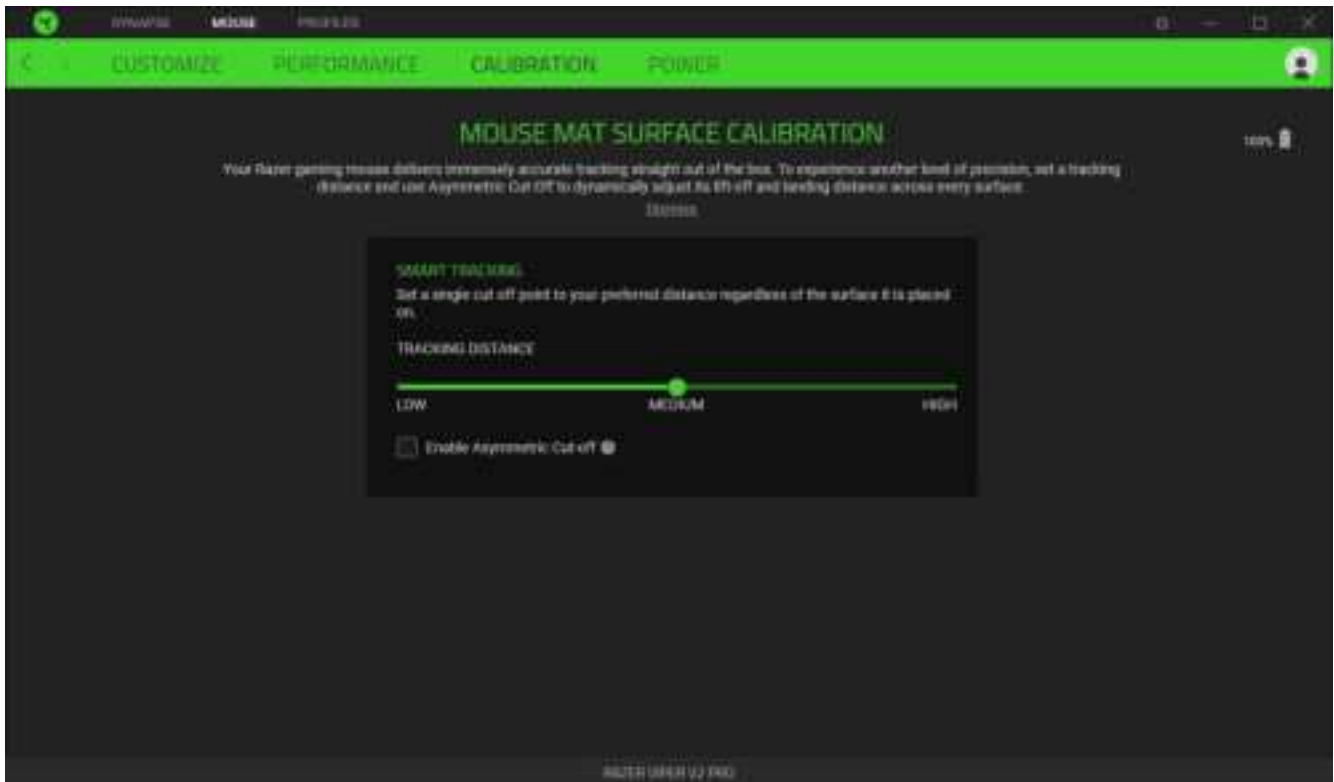 SYNAPSE MOUSE PROFILES
CUSTOMIZE PERFORMANCE CALIBRATION POWER
MOUSE MAT SURFACE CALIBRATION
100%
Your Razer gaming mouse delivers immensely accurate tracking straight out of the box. To experience another level of precision, set a tracking
distance and use Asymmetric Cut Off to dynamically adjust its lift-off and landing distance across every surface.
Dismiss
SMART TRACKING
Set a single cut off point to your preferred distance regardless of the surface it is placed
on.
TRACKING DISTANCE
LOW MEDIUM HIGH
Enable Asymmetric Cut-off
RAZER VIPER V2 PRO